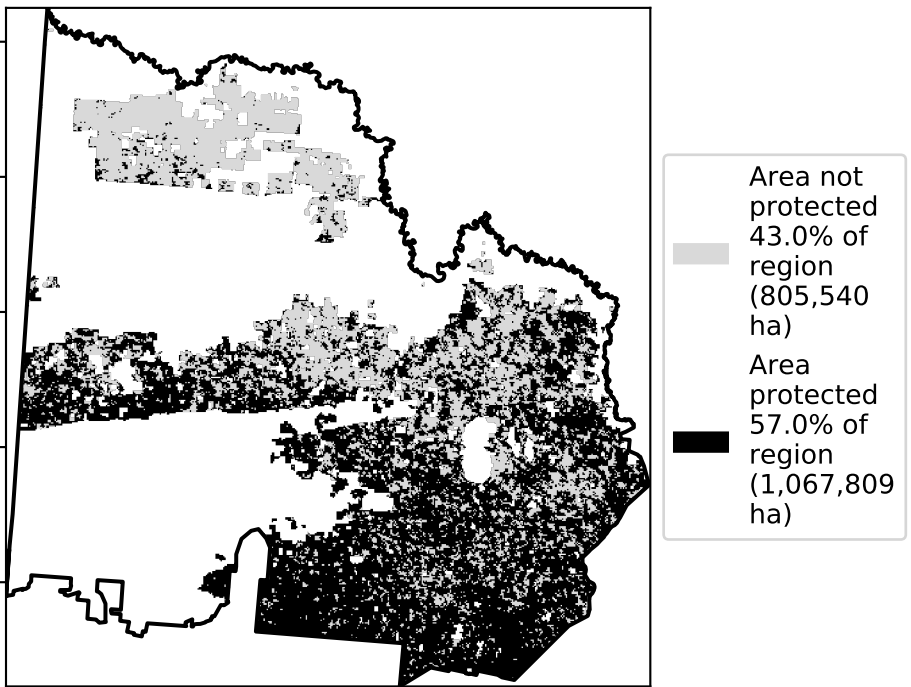 Area not
protected
43.0% of
region
(805,540
ha)
Area
protected
57.0% of
region
(1,067,809
ha)